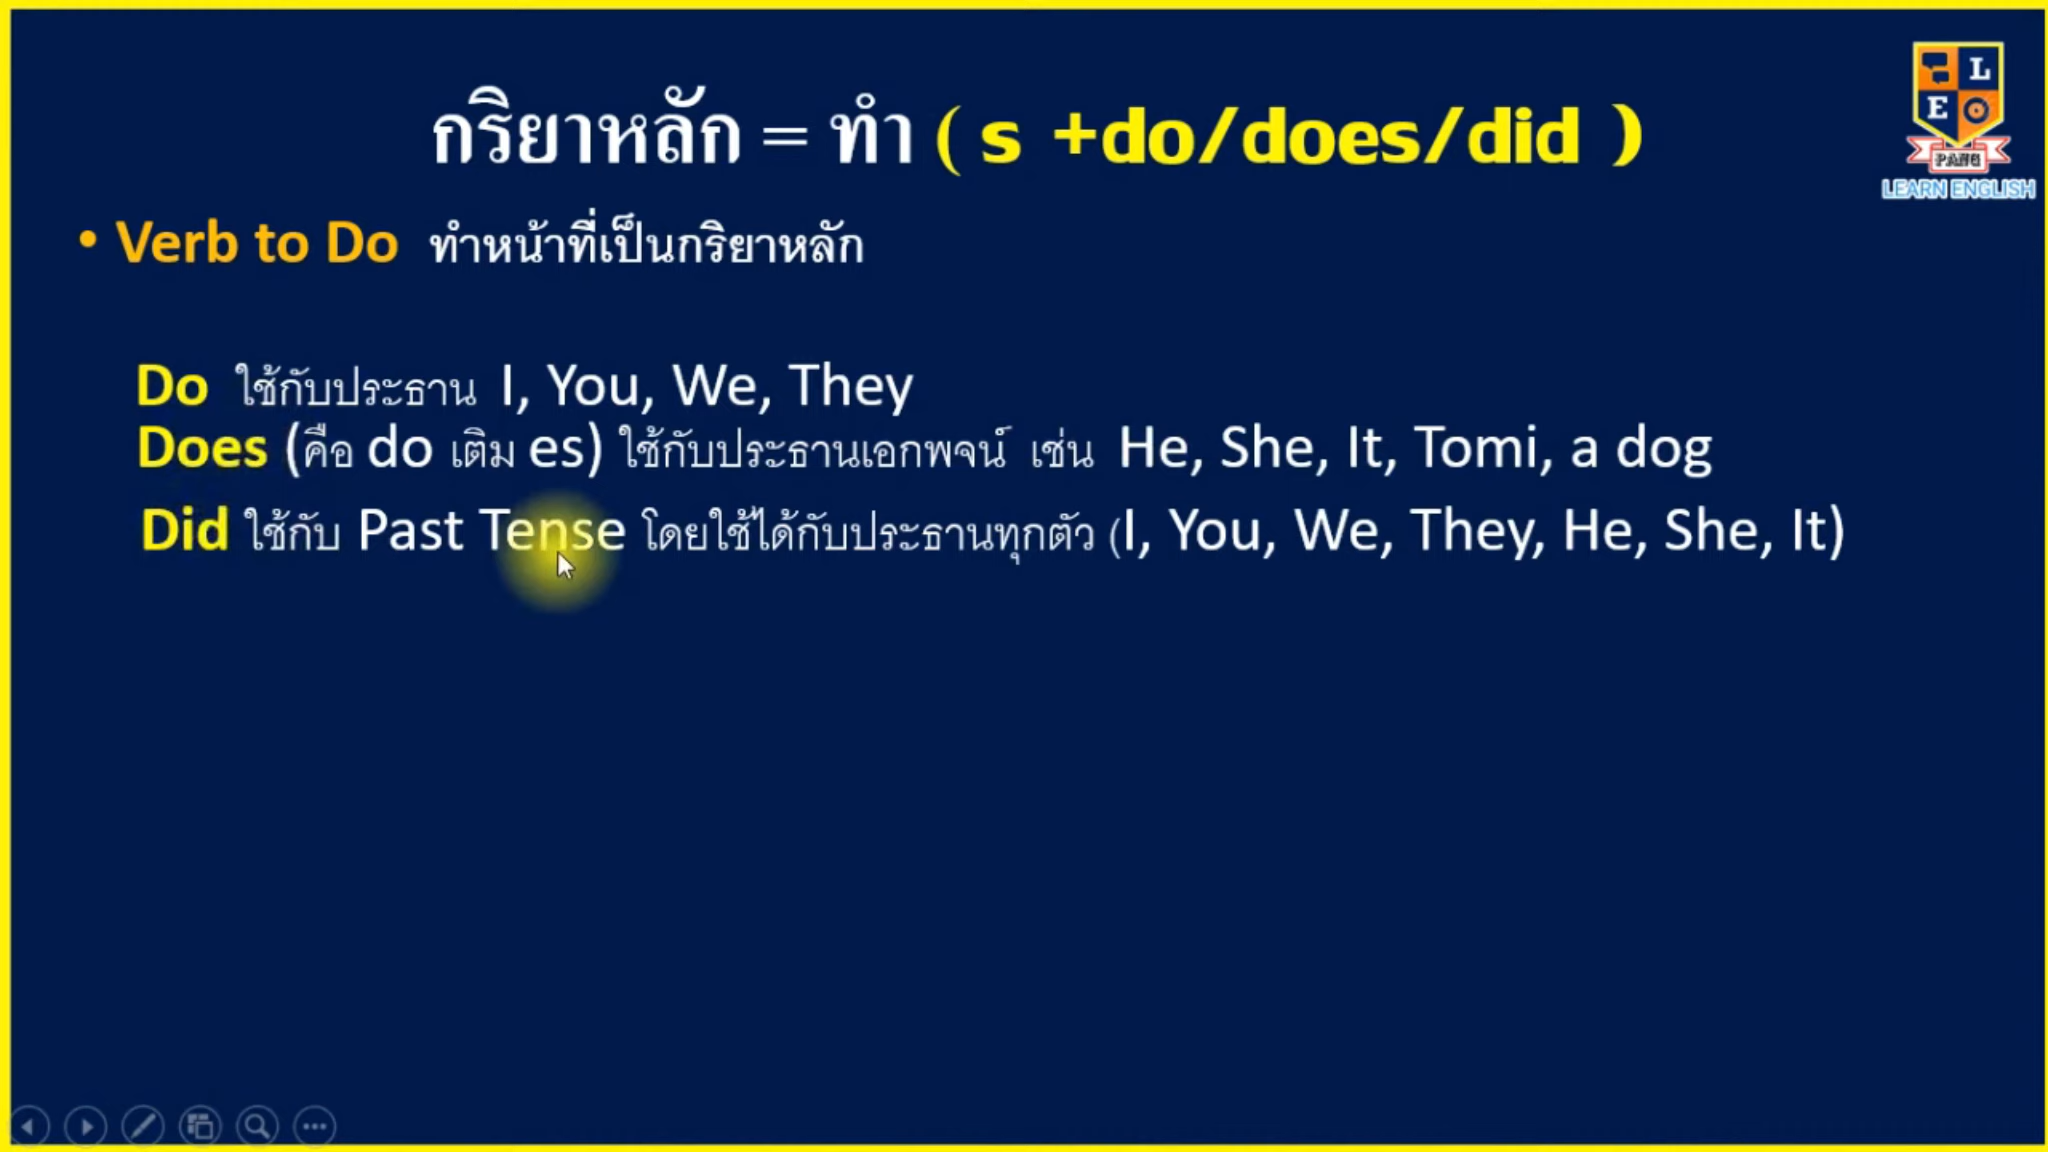 กริยาหลัก = ทำ ( s +do/does/did )
L
E
PANG
LEARN ENGLISH
• Verb to Do ทำหน้าที่เป็นกริยาหลัก
Do ใช้กับประธาน I, You, We, They
Does (คือ do เติม es) ใช้กับประธานเอกพจน์ เช่น He, She, It, Tomi, a dog
Did ใช้กับ Past Tense โดยใช้ได้กับประธานทุกตัว (I, You, We, They, He, She, It)